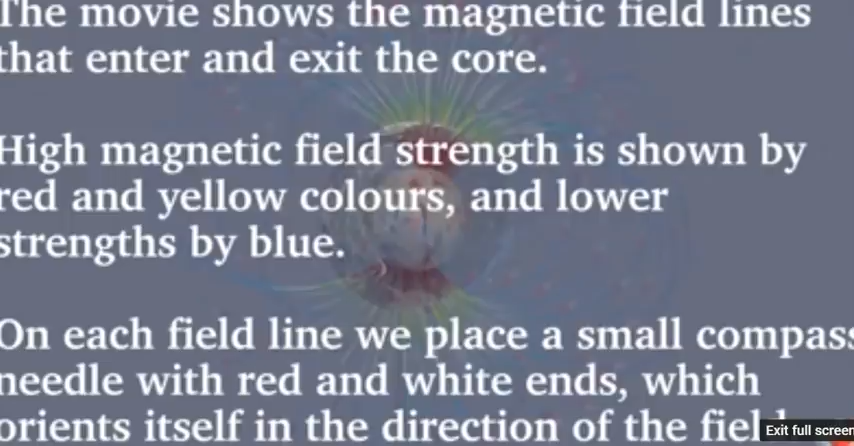 The movie shows the magnetic field lines
that enter and exit the core.
High magnetic field strength is shown by
red and yellow colours, and lower
strengths by blue.
On each field line we place a small compass
needle with red and white ends, which
orients itself in the direction of the field.
Exit full screen